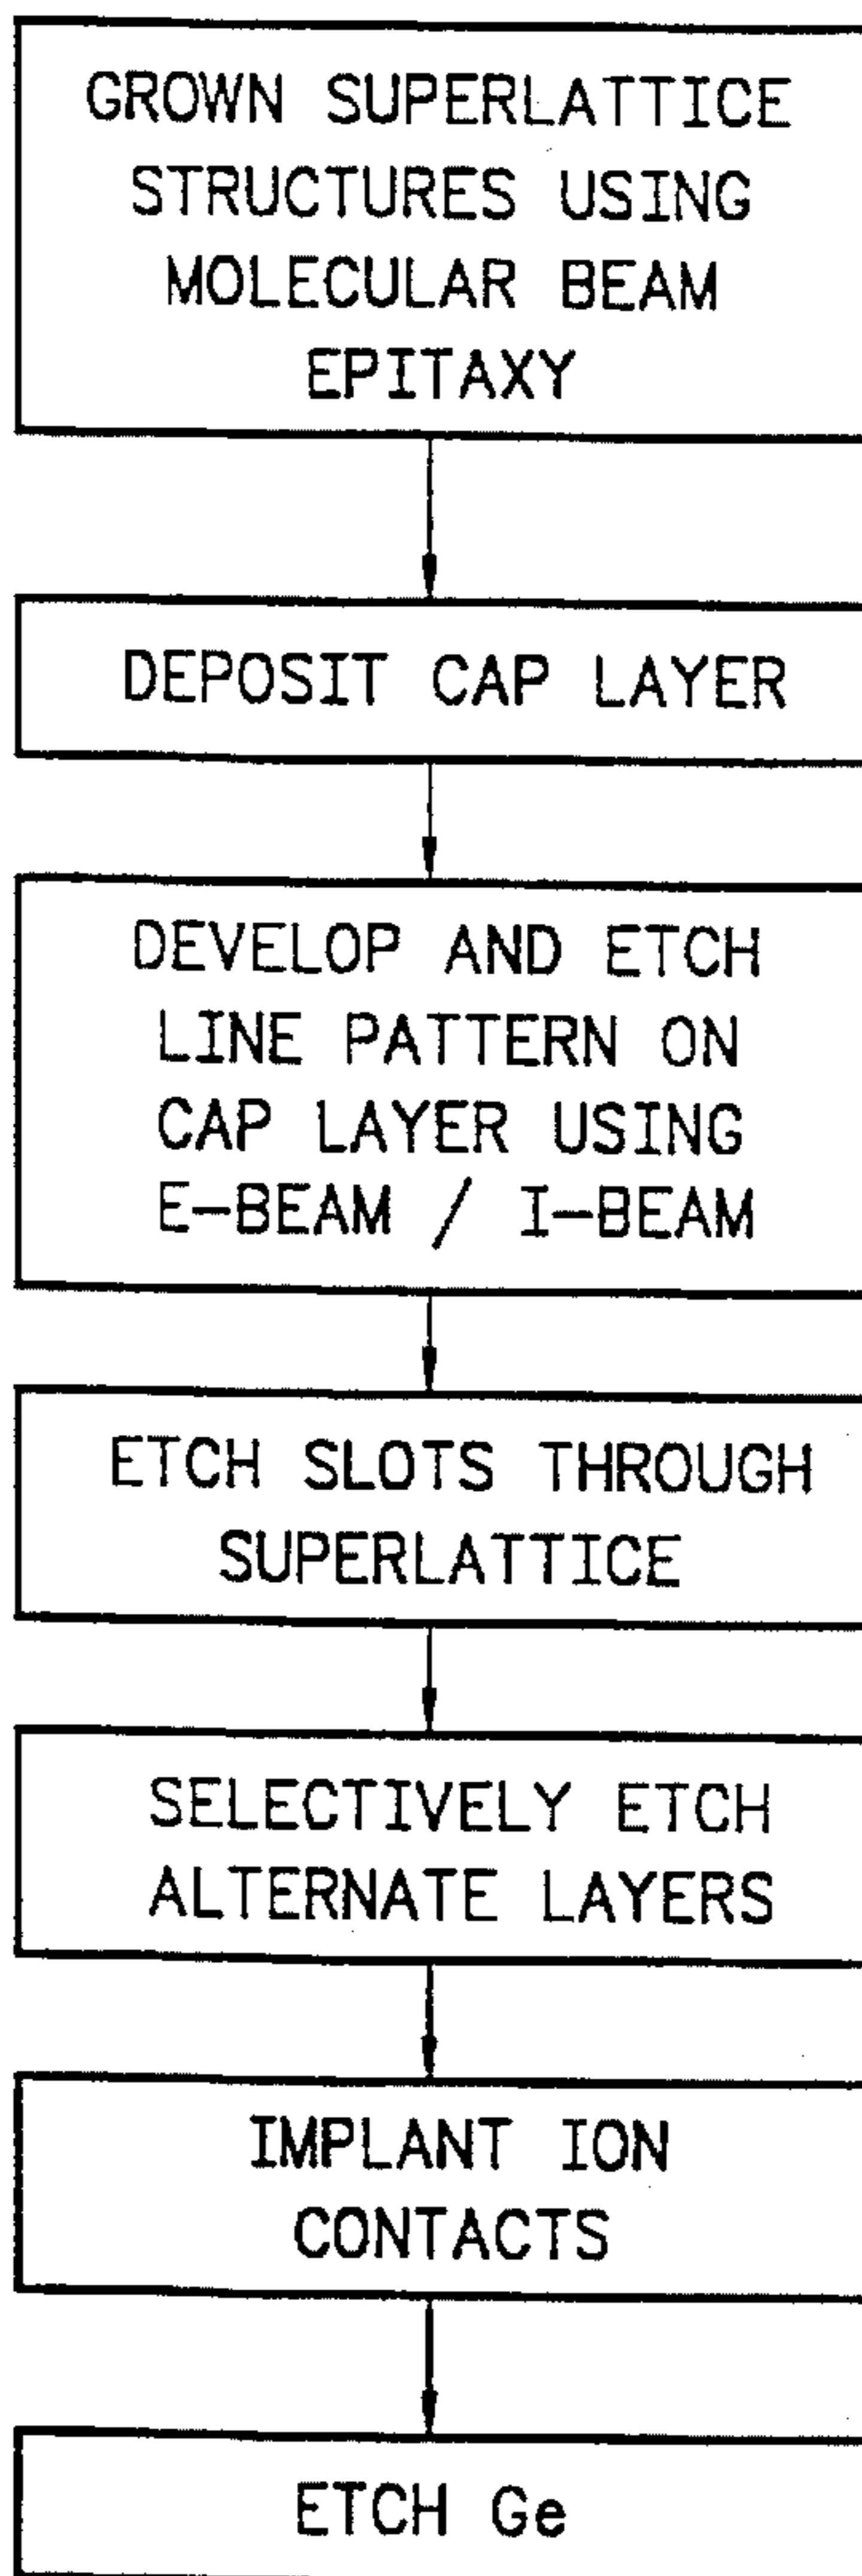 GROWN SUPERLATTICE
STRUCTURES USING
MOLECULAR BEAM
EPITAXY
DEPOSIT CAP LAYER
DEVELOP AND ETCH
LINE PATTERN ON
CAP LAYER USING
E-BEAM / I-BEAM
ETCH SLOTS THROUGH
SUPERLATTICE
SELECTIVELY ETCH
ALTERNATE LAYERS
IMPLANT ION
CONTACTS
ETCH Ge